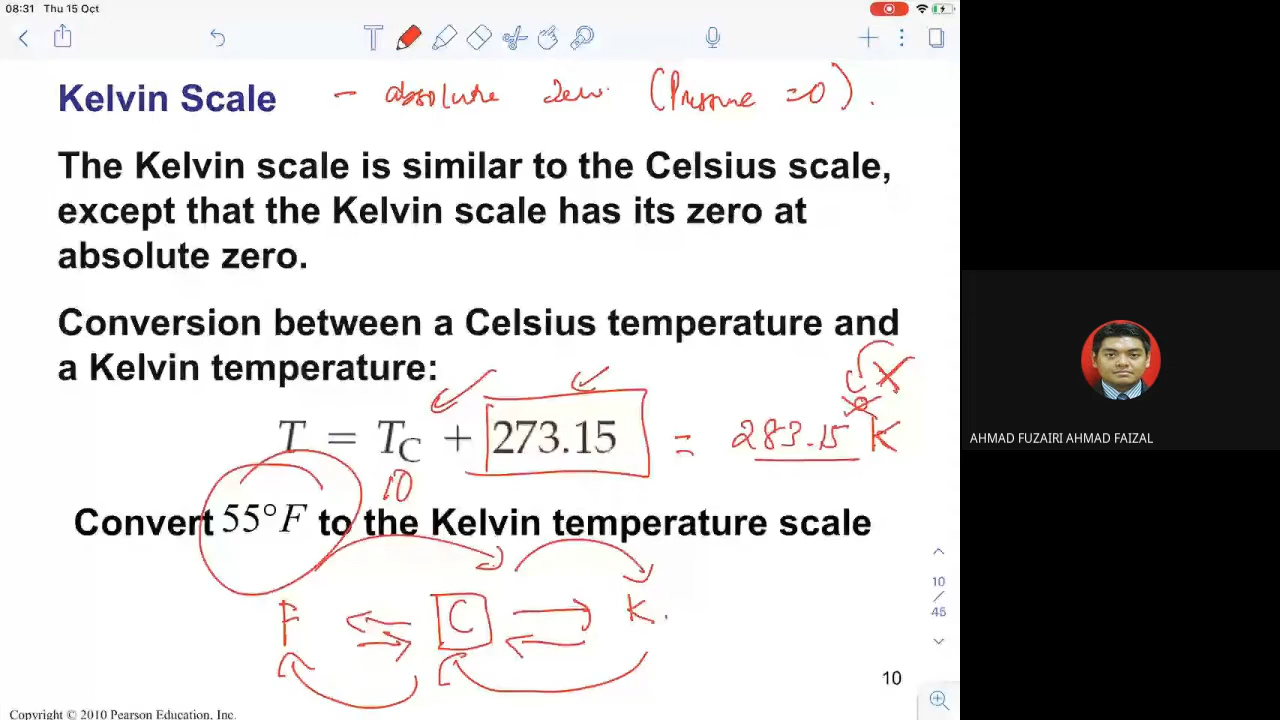 08:31 Thu 15 Oct
Kelvin Scale – absolute zero. (Pressure = 0).
The Kelvin scale is similar to the Celsius scale,
except that the Kelvin scale has its zero at
absolute zero.
Conversion between a Celsius temperature and
a Kelvin temperature:
T = T_C + 273.15 = 283.15 K
10
Convert 55°F to the Kelvin temperature scale
F C K.
10
/
45
10
Copyright © 2010 Pearson Education, Inc.
AHMAD FUZAIRI AHMAD FAIZAL